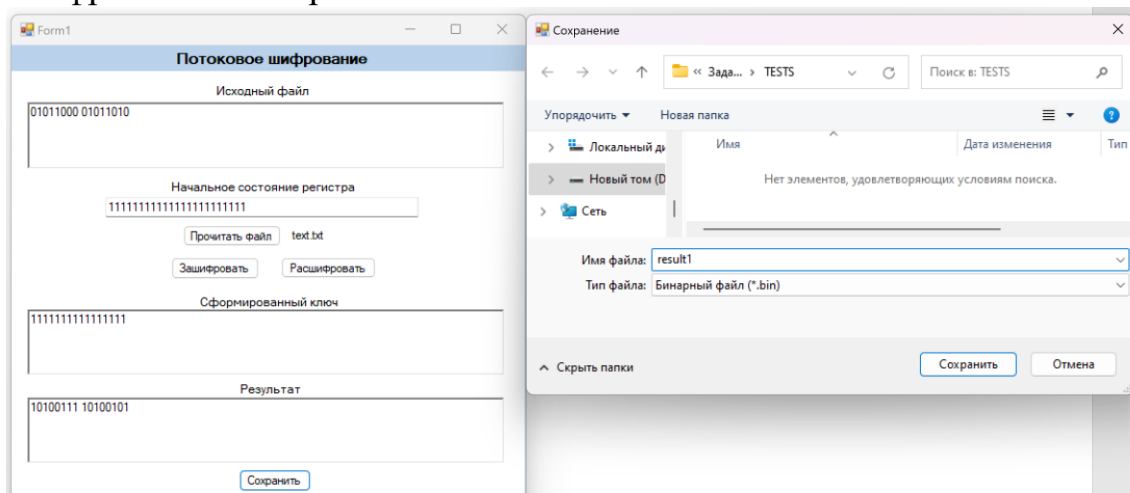 Form1
Потоковое шифрование
Исходный файл
01011000 01011010
Начальное состояние регистра
11111111111111111111111
Прочитать файл text.txt
Зашифровать Расшифровать
Сформированный ключ
1111111111111111
Результат
10100111 10100101
Сохранить
Сохранение
« Зада... › TESTS
Поиск в: TESTS
Упорядочить Новая папка
Имя Дата изменения Тип
Локальный ди
Новый том (D
Сеть
Нет элементов, удовлетворяющих условиям поиска.
Имя файла: result1
Тип файла: Бинарный файл (*.bin)
Скрыть папки
Сохранить Отмена